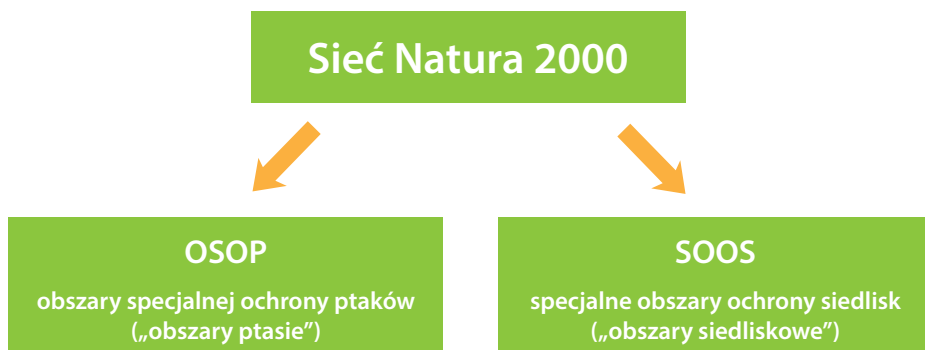 Sieć Natura 2000
OSOP
obszary specjalnej ochrony ptaków
(„obszary ptasie”)
SOOS
specjalne obszary ochrony siedlisk
(„obszary siedliskowe”)